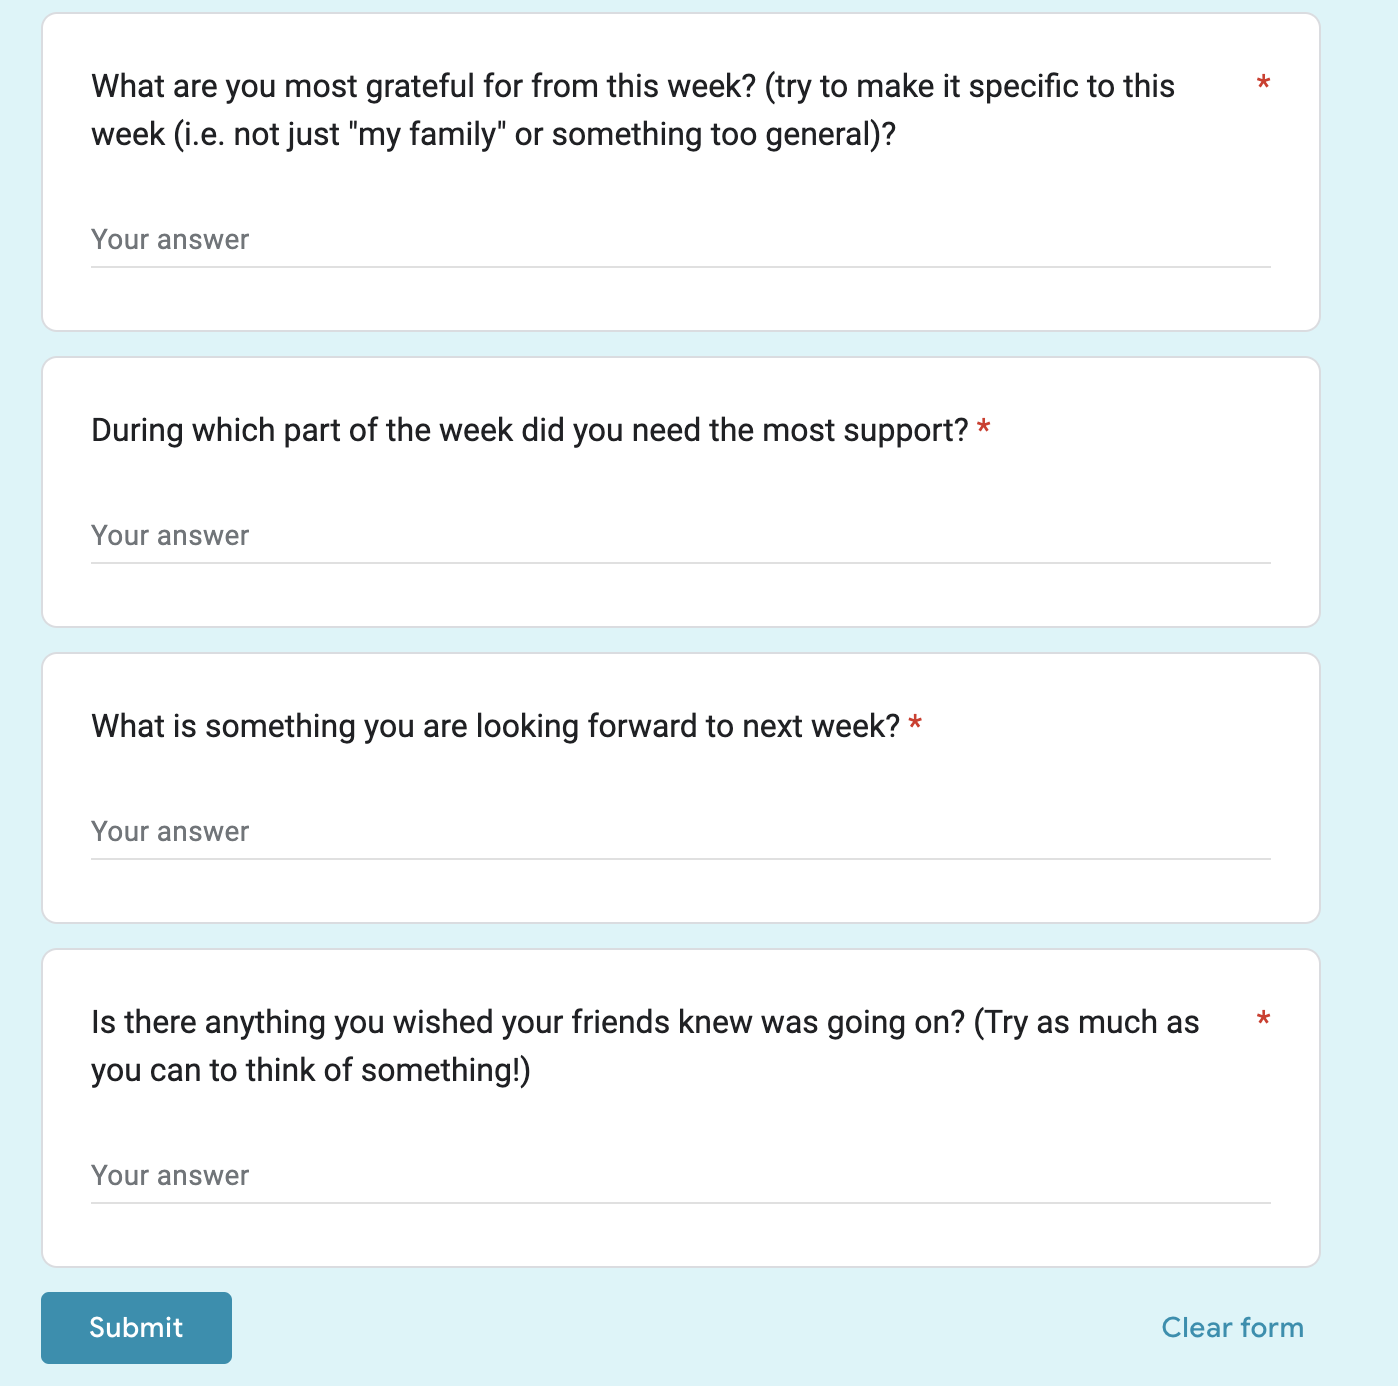 What are you most grateful for from this week? (try to make it specific to this *
week (i.e. not just "my family" or something too general)?
Your answer
During which part of the week did you need the most support? *
Your answer
What is something you are looking forward to next week? *
Your answer
Is there anything you wished your friends knew was going on? (Try as much as *
you can to think of something!)
Your answer
Submit
Clear form